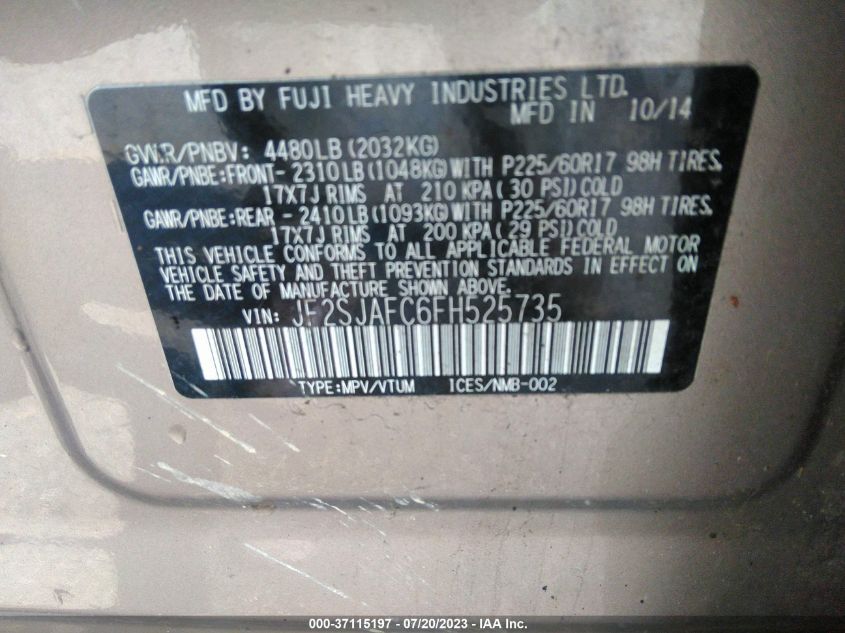 MFD BY FUJI HEAVY INDUSTRIES LTD.
MFD IN 10/14
GVWR/PNBV: 4480LB (2032KG)
GAWR/PNBE:FRONT- 2310LB(1048KG)WITH P225/60R17 98H TIRES,
17X7J RIMS AT 210 KPA(30 PSI)COLD
GAWR/PNBE:REAR - 2410LB(1093KG)WITH P225/60R17 98H TIRES,
17X7J RIMS AT 200 KPA(29 PSI)COLD
THIS VEHICLE CONFORMS TO ALL APPLICABLE FEDERAL MOTOR
VEHICLE SAFETY AND THEFT PREVENTION STANDARDS IN EFFECT ON
THE DATE OF MANUFACTURE SHOWN ABOVE.
VIN: JF2SJAFC6FH525735
TYPE:MPV/VTUM ICES/NMB-002
000-37115197 - 07/20/2023 - IAA Inc.